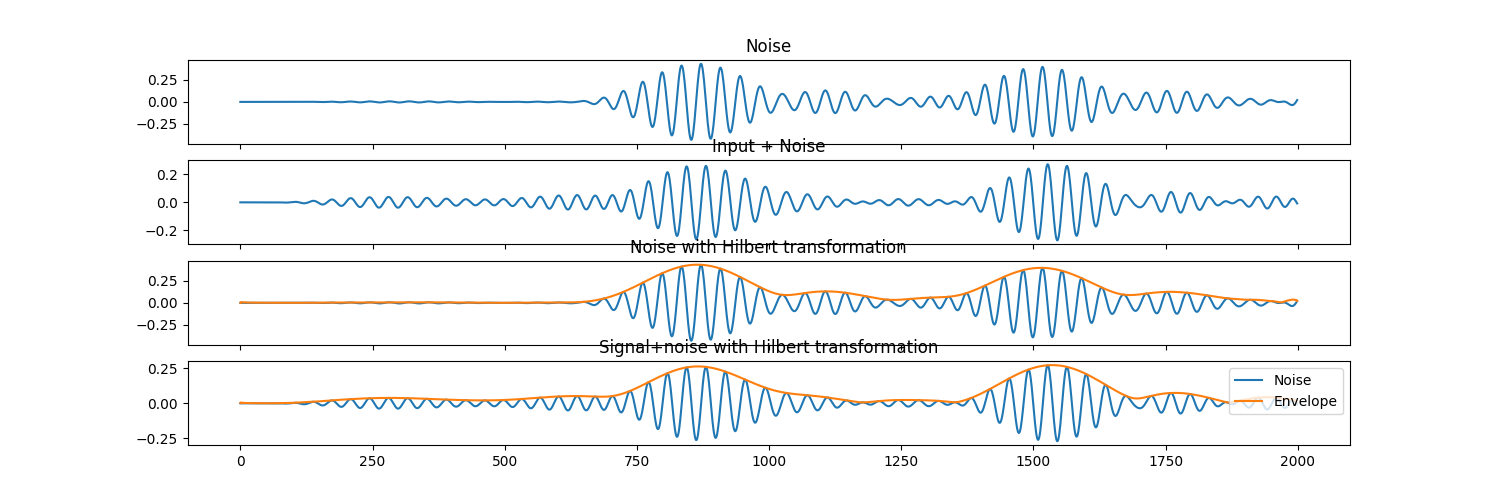 Noise
0.25
0.00
−0.25
Input + Noise
0.2
0.0
−0.2
Noise with Hilbert transformation
0.25
0.00
−0.25
Signal+noise with Hilbert transformation
0.25
0.00
−0.25
Noise
Envelope
0 250 500 750 1000 1250 1500 1750 2000